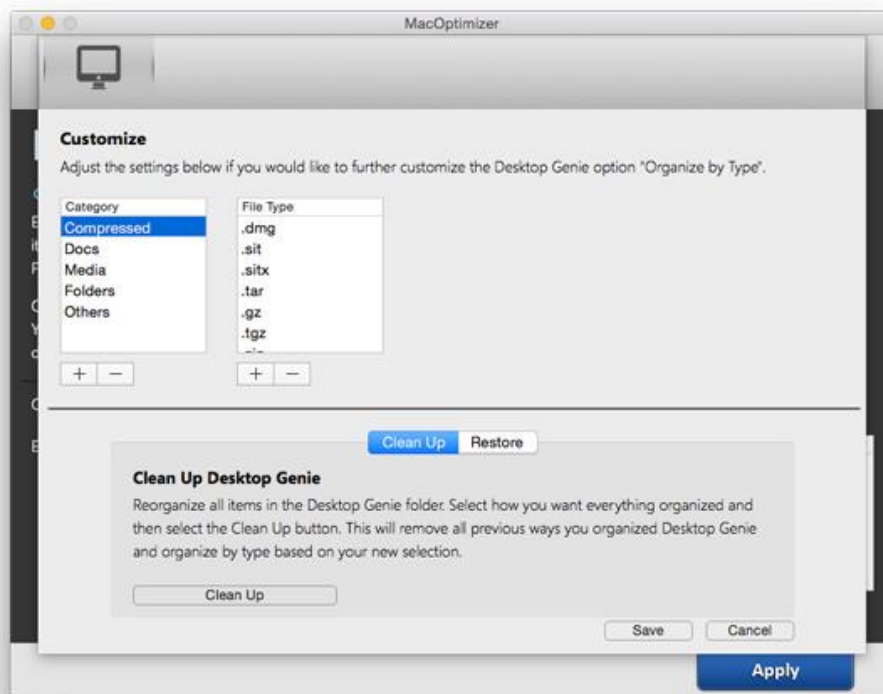 MacOptimizer
Customize
Adjust the settings below if you would like to further customize the Desktop Genie option "Organize by Type".
Category
Compressed
Docs
Media
Folders
Others
+ −
File Type
.dmg
.sit
.sitx
.tar
.gz
.tgz
+ −
Clean Up Restore
Clean Up Desktop Genie
Reorganize all items in the Desktop Genie folder. Select how you want everything organized and
then select the Clean Up button. This will remove all previous ways you organized Desktop Genie
and organize by type based on your new selection.
Clean Up
Save Cancel
Apply